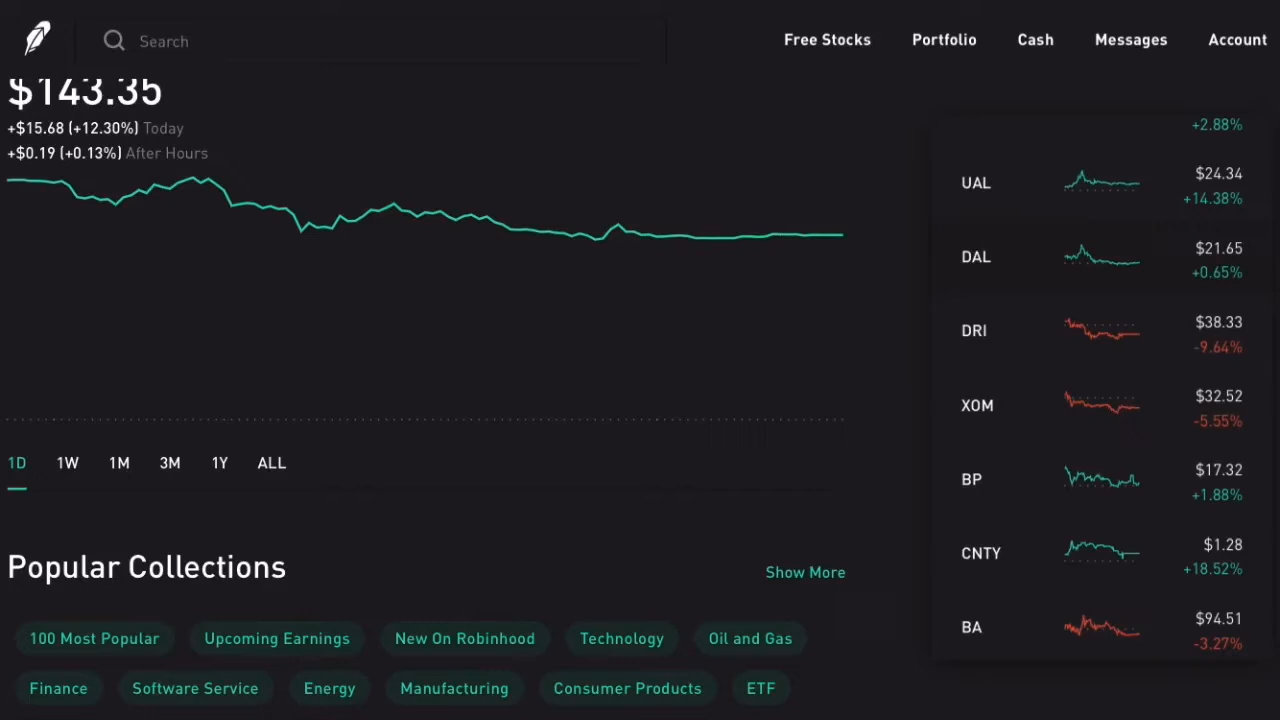 Search
Free Stocks
Portfolio
Cash
Messages
Account
$143.35
+$15.68 (+12.30%) Today
+$0.19 (+0.13%) After Hours
1D
1W
1M
3M
1Y
ALL
Popular Collections
Show More
100 Most Popular
Upcoming Earnings
New On Robinhood
Technology
Oil and Gas
Finance
Software Service
Energy
Manufacturing
Consumer Products
ETF
+2.88%
UAL
$24.34
+14.38%
DAL
$21.65
+0.65%
DRI
$38.33
-9.64%
XOM
$32.52
-5.55%
BP
$17.32
+1.88%
CNTY
$1.28
+18.52%
BA
$94.51
-3.27%